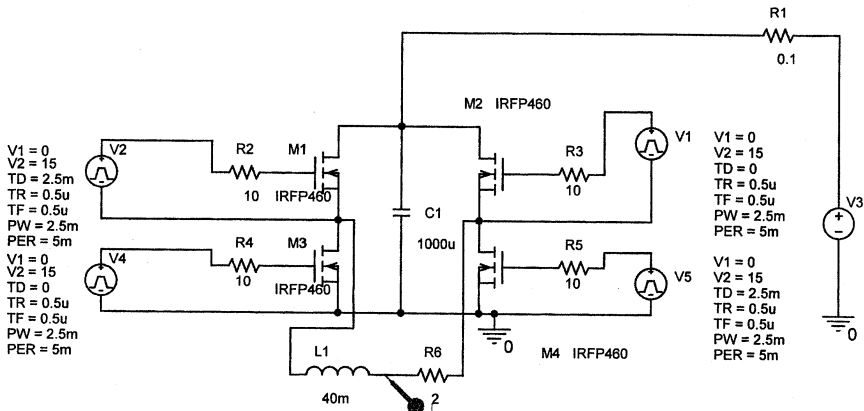 R1
0.1
M2 IRFP460
V1 = 0
V2 = 15
TD = 2.5m
TR = 0.5u
TF = 0.5u
PW = 2.5m
PER = 5m
V2
R2
10
M1
IRFP460
R3
10
V1
V1 = 0
V2 = 15
TD = 0
TR = 0.5u
TF = 0.5u
PW = 2.5m
PER = 5m
V3
C1
1000u
V1 = 0
V2 = 15
TD = 0
TR = 0.5u
TF = 0.5u
PW = 2.5m
PER = 5m
V4
R4
10
M3
IRFP460
R5
10
V5
V1 = 0
V2 = 15
TD = 2.5m
TR = 0.5u
TF = 0.5u
PW = 2.5m
PER = 5m
0
0
M4 IRFP460
L1
40m
R6
2
I